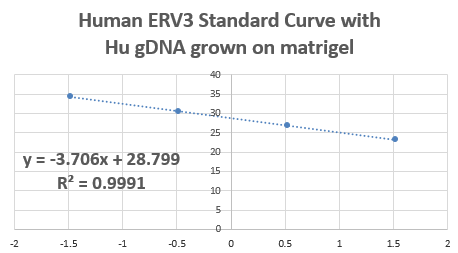 Human ERV3 Standard Curve with
Hu gDNA grown on matrigel
40
35
30
25
20
15
10
5
0
y = -3.706x + 28.799
R² = 0.9991
-2 -1.5 -1 -0.5 0 0.5 1 1.5 2